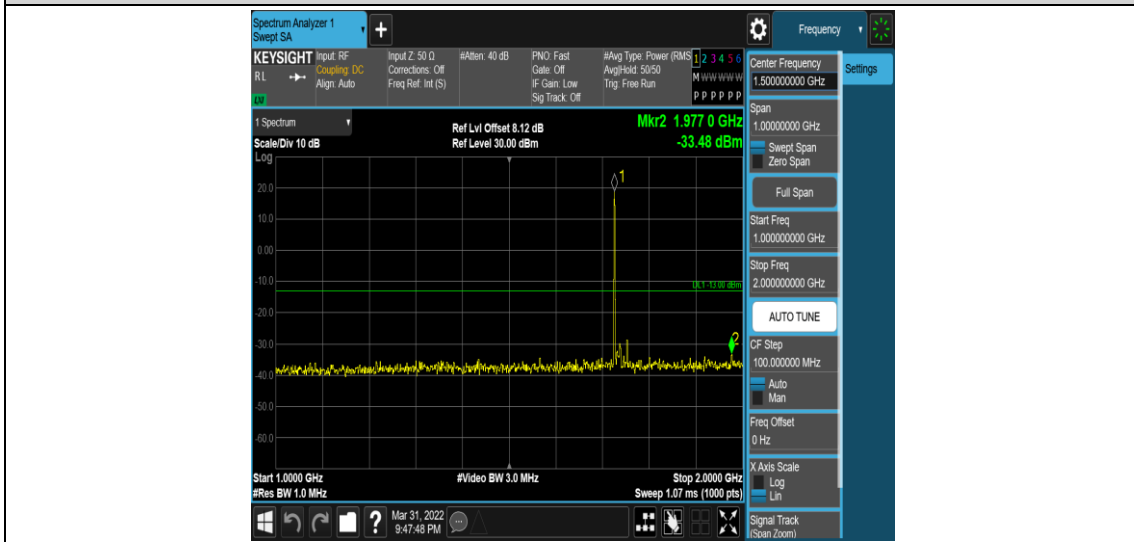 Spectrum Analyzer 1
Swept SA
+
Frequency
KEYSIGHT
RL
LXI
Input: RF
Coupling: DC
Align: Auto
Input Z: 50 Ω
Corrections: Off
Freq Ref: Int (S)
#Atten: 40 dB
PNO: Fast
Gate: Off
IF Gain: Low
Sig Track: Off
#Avg Type: Power (RMS
Avg|Hold: 50/50
Trig: Free Run
1 2 3 4 5 6
M W W W W W
P P P P P P
1 Spectrum
Scale/Div 10 dB
Log
Ref Lvl Offset 8.12 dB
Ref Level 30.00 dBm
Mkr2 1.977 0 GHz
-33.48 dBm
1
20.0
10.0
0.00
-10.0
DL1 -13.00 dBm
-20.0
-30.0
2
-40.0
-50.0
-60.0
Start 1.0000 GHz
#Res BW 1.0 MHz
#Video BW 3.0 MHz
Stop 2.0000 GHz
Sweep 1.07 ms (1000 pts)
?
Mar 31, 2022
9:47:48 PM
Center Frequency
1.500000000 GHz
Settings
Span
1.00000000 GHz
Swept Span
Zero Span
Full Span
Start Freq
1.000000000 GHz
Stop Freq
2.000000000 GHz
AUTO TUNE
CF Step
100.000000 MHz
Auto
Man
Freq Offset
0 Hz
X Axis Scale
Log
Lin
Signal Track
(Span Zoom)